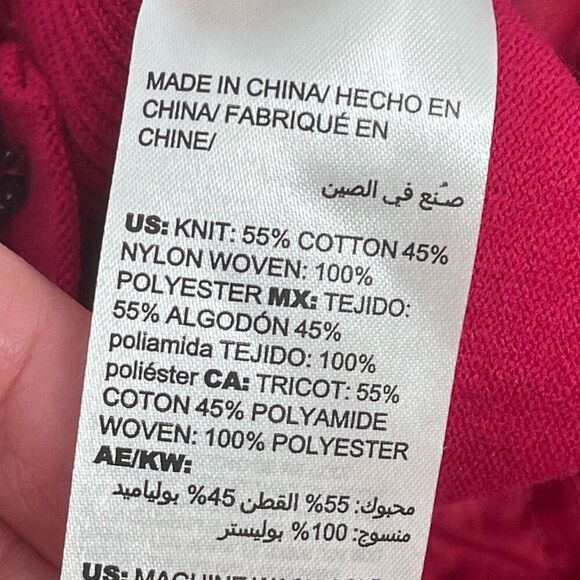 MADE IN CHINA/ HECHO EN
CHINA/ FABRIQUÉ EN
CHINE/
صُنع في الصين
US: KNIT: 55% COTTON 45%
NYLON WOVEN: 100%
POLYESTER MX: TEJIDO:
55% ALGODÓN 45%
poliamida TEJIDO: 100%
poliéster CA: TRICOT: 55%
COTON 45% POLYAMIDE
WOVEN: 100% POLYESTER
AE/KW:
محبوك: 55% القطن 45% بولياميد
منسوج: 100% بوليستر
US: MACHINE